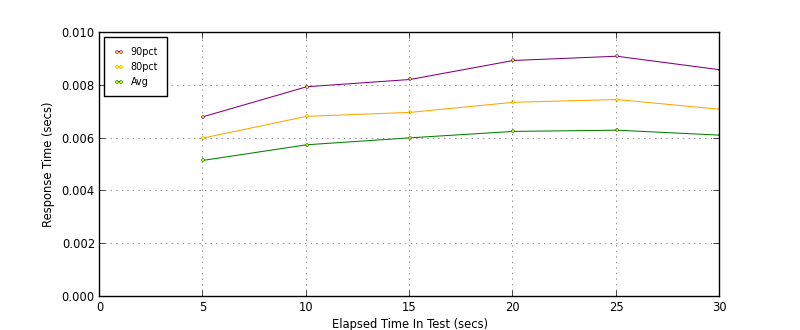 0.010
0.008
0.006
0.004
0.002
0.000
Response Time (secs)
90pct
80pct
Avg
0 5 10 15 20 25 30
Elapsed Time In Test (secs)